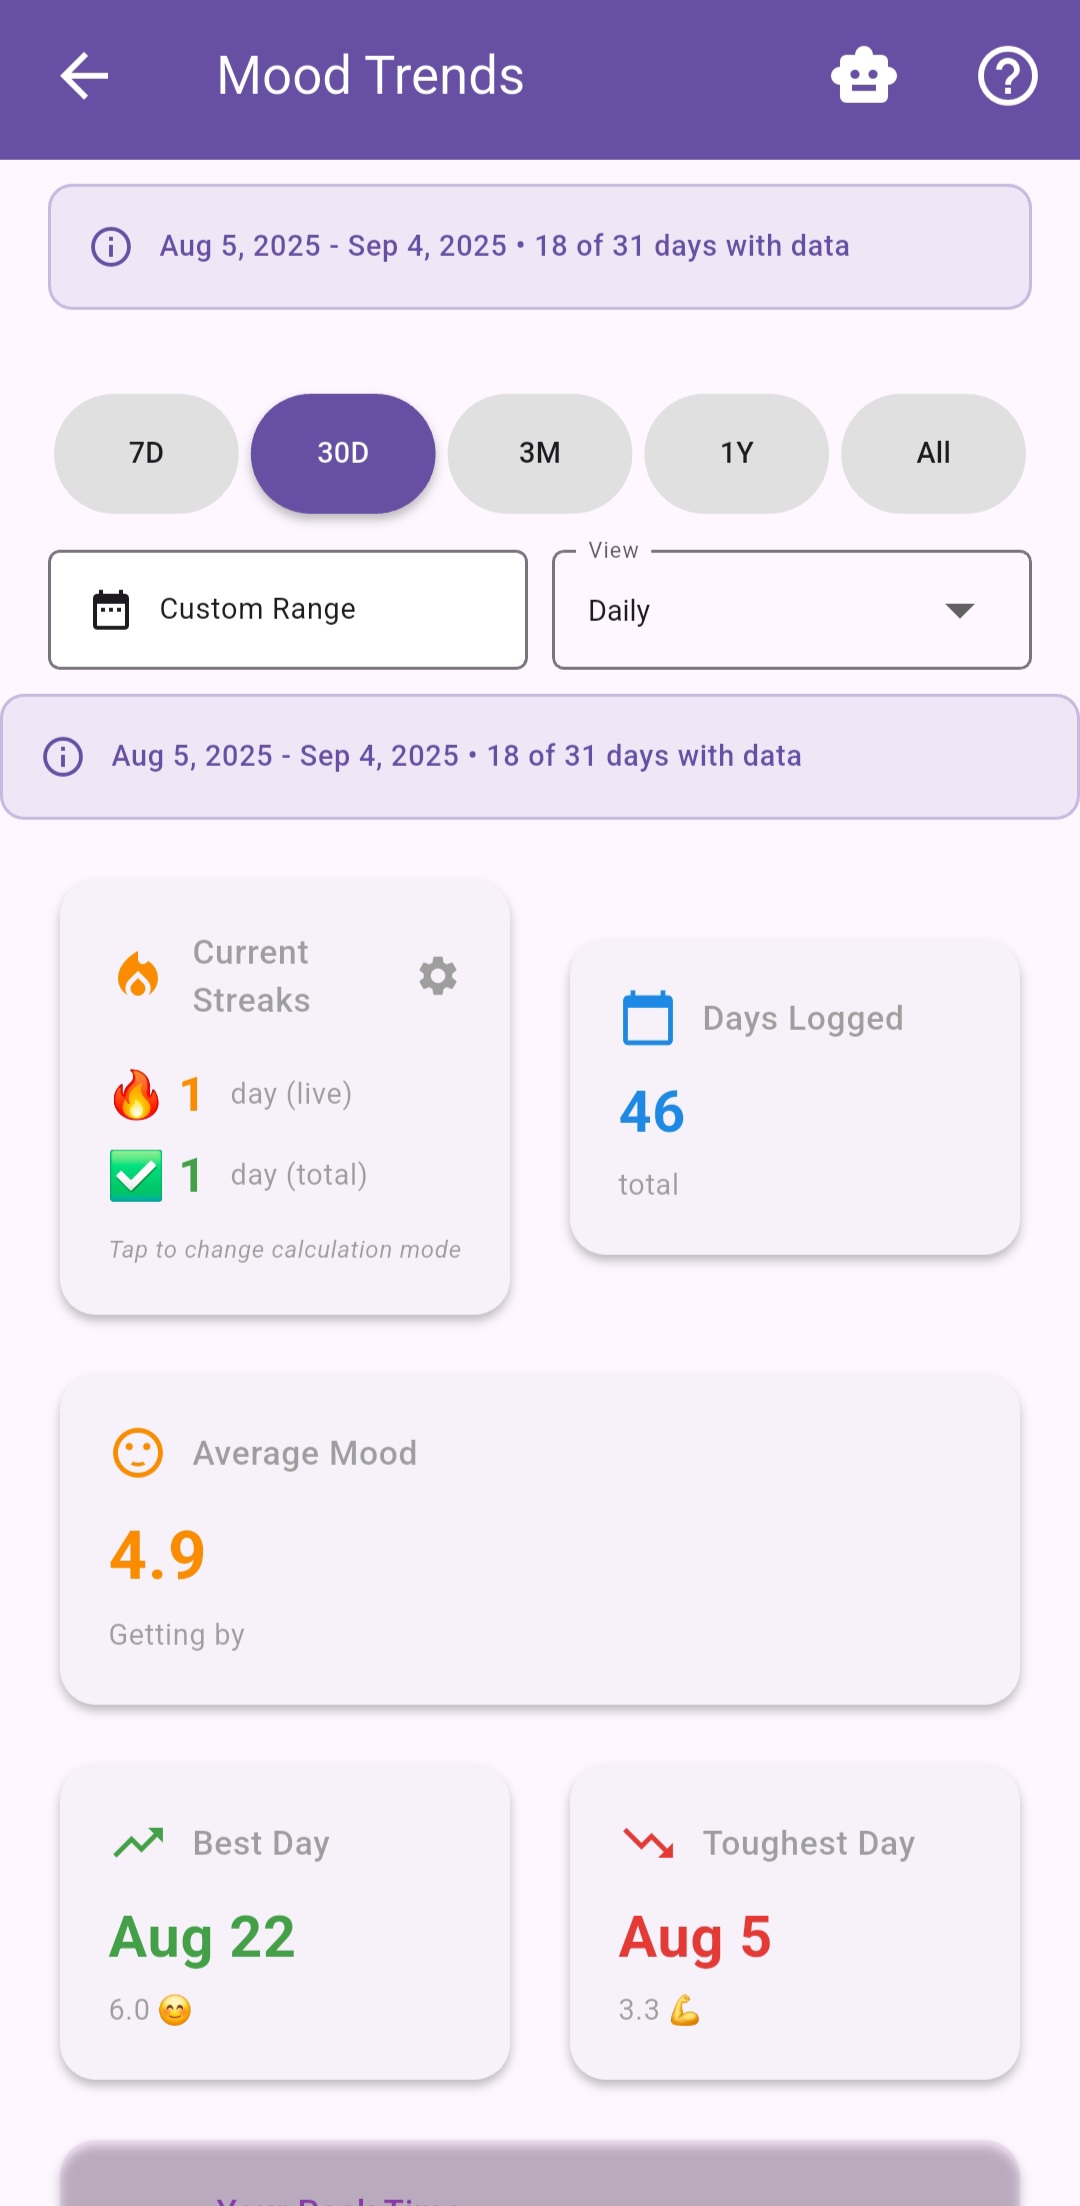 Mood Trends
Aug 5, 2025 - Sep 4, 2025 • 18 of 31 days with data
7D
30D
3M
1Y
All
Custom Range
View
Daily
Aug 5, 2025 - Sep 4, 2025 • 18 of 31 days with data
Current
Streaks
🔥 1 day (live)
✅ 1 day (total)
Tap to change calculation mode
Days Logged
46
total
Average Mood
4.9
Getting by
Best Day
Aug 22
6.0 😊
Toughest Day
Aug 5
3.3 💪